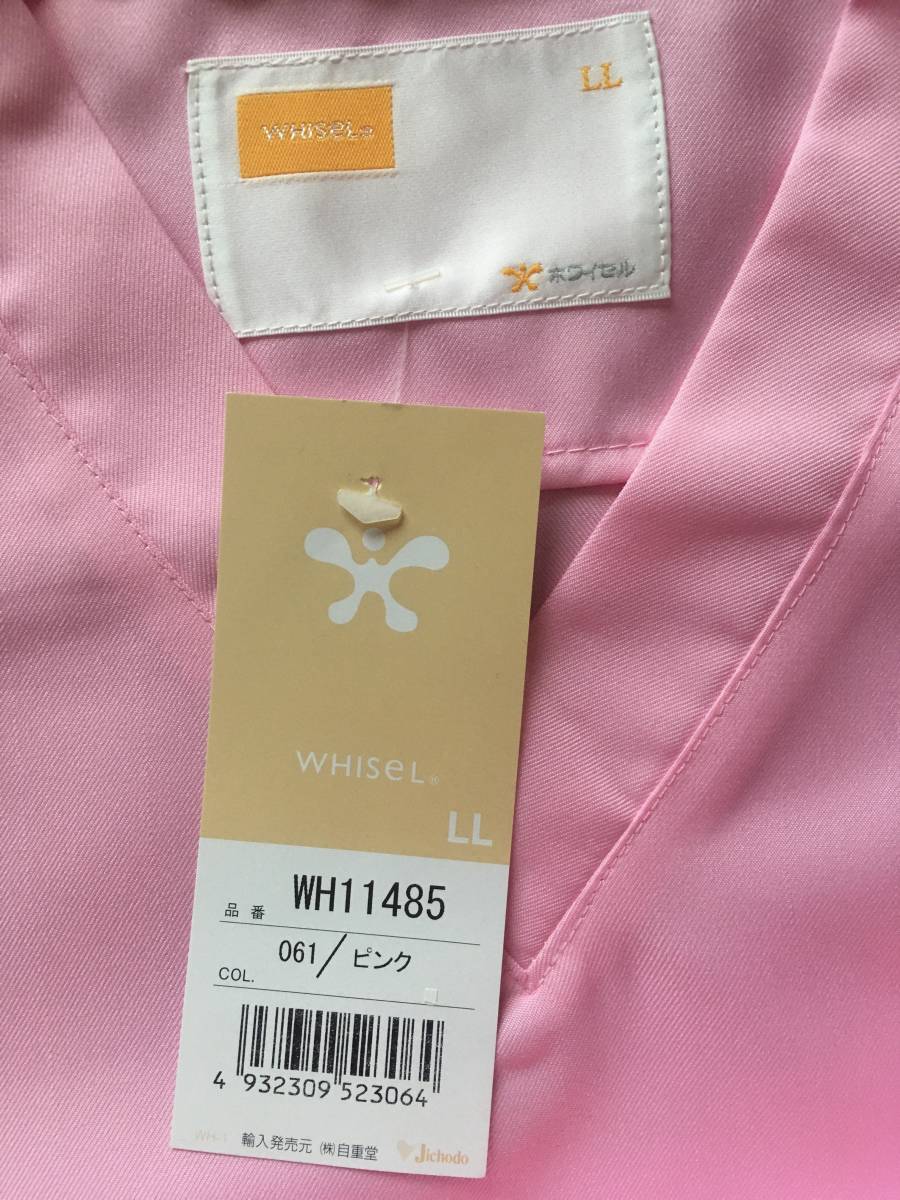 WHISEL®
LL
ホワイセル
WHISEL®
LL
品番 WH11485
COL. 061/ピンク
4 932309 523064
WH-1 輸入発売元 (株)自重堂 Jichodo